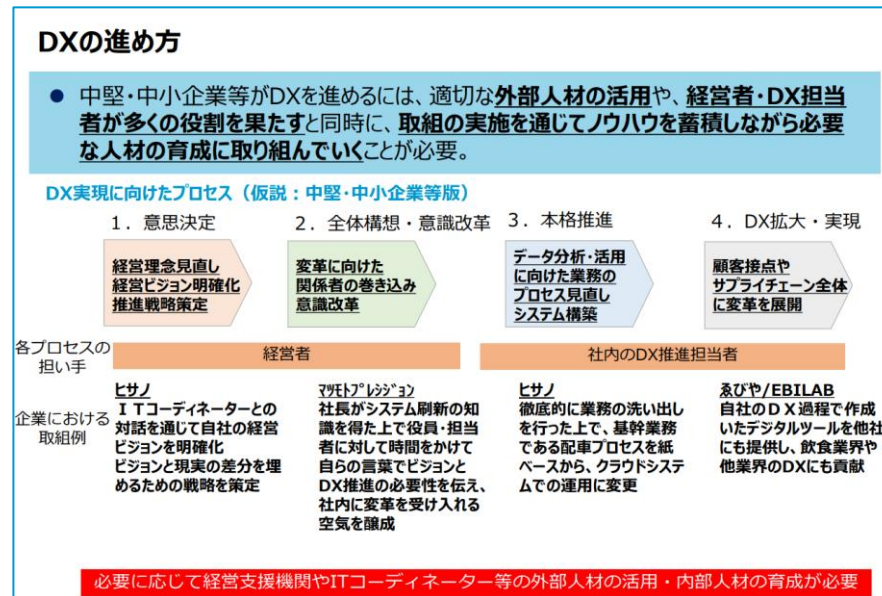 DXの進め方
● 中堅・中小企業等がDXを進めるには、適切な外部人材の活用や、経営者・DX担当
者が多くの役割を果たすと同時に、取組の実施を通じてノウハウを蓄積しながら必要
な人材の育成に取り組んでいくことが必要。
DX実現に向けたプロセス（仮説：中堅・中小企業等版）
1．意思決定
経営理念見直し
経営ビジョン明確化
推進戦略策定
2．全体構想・意識改革
変革に向けた
関係者の巻き込み
意識改革
3．本格推進
データ分析・活用
に向けた業務の
プロセス見直し
システム構築
4．DX拡大・実現
顧客接点や
サプライチェーン全体
に変革を展開
各プロセスの
担い手
経営者
社内のDX推進担当者
企業における
取組例
ヒサノ
ＩＴコーディネーターとの
対話を通じて自社の経営
ビジョンを明確化
ビジョンと現実の差分を埋
めるための戦略を策定
ﾏﾂﾓﾄﾌﾟﾚｼｼﾞｮﾝ
社長がシステム刷新の知
識を得た上で役員・担当
者に対して時間をかけて
自らの言葉でビジョンと
DX推進の必要性を伝え、
社内に変革を受け入れる
空気を醸成
ヒサノ
徹底的に業務の洗い出し
を行った上で、基幹業務
である配車プロセスを紙
ベースから、クラウドシステ
ムでの運用に変更
ゑびや/EBILAB
自社のＤＸ過程で作成
いたデジタルツールを他社
にも提供し、飲食業界や
他業界のDXにも貢献
必要に応じて経営支援機関やITコーディネーター等の外部人材の活用・内部人材の育成が必要